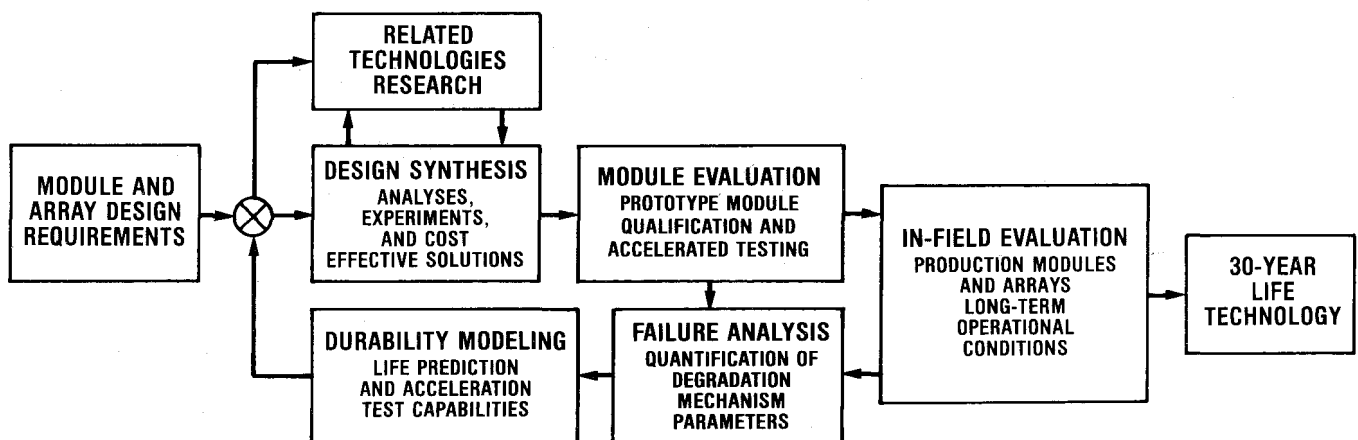 RELATED
TECHNOLOGIES
RESEARCH
MODULE AND
ARRAY DESIGN
REQUIREMENTS
DESIGN SYNTHESIS
ANALYSES,
EXPERIMENTS,
AND COST
EFFECTIVE SOLUTIONS
MODULE EVALUATION
PROTOTYPE MODULE
QUALIFICATION AND
ACCELERATED TESTING
IN-FIELD EVALUATION
PRODUCTION MODULES
AND ARRAYS
LONG-TERM
OPERATIONAL
CONDITIONS
30-YEAR
LIFE
TECHNOLOGY
DURABILITY MODELING
LIFE PREDICTION
AND ACCELERATION
TEST CAPABILITIES
FAILURE ANALYSIS
QUANTIFICATION OF
DEGRADATION
MECHANISM
PARAMETERS